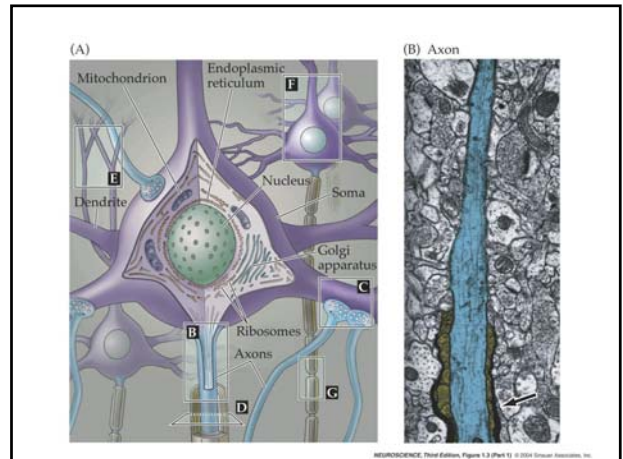 (A)
Mitochondrion
Endoplasmic
reticulum
F
E
Dendrite
Nucleus
Soma
Golgi
apparatus
C
Ribosomes
B
Axons
G
D
(B) Axon
NEUROSCIENCE, Third Edition, Figure 1.3 (Part 1) © 2004 Sinauer Associates, Inc.